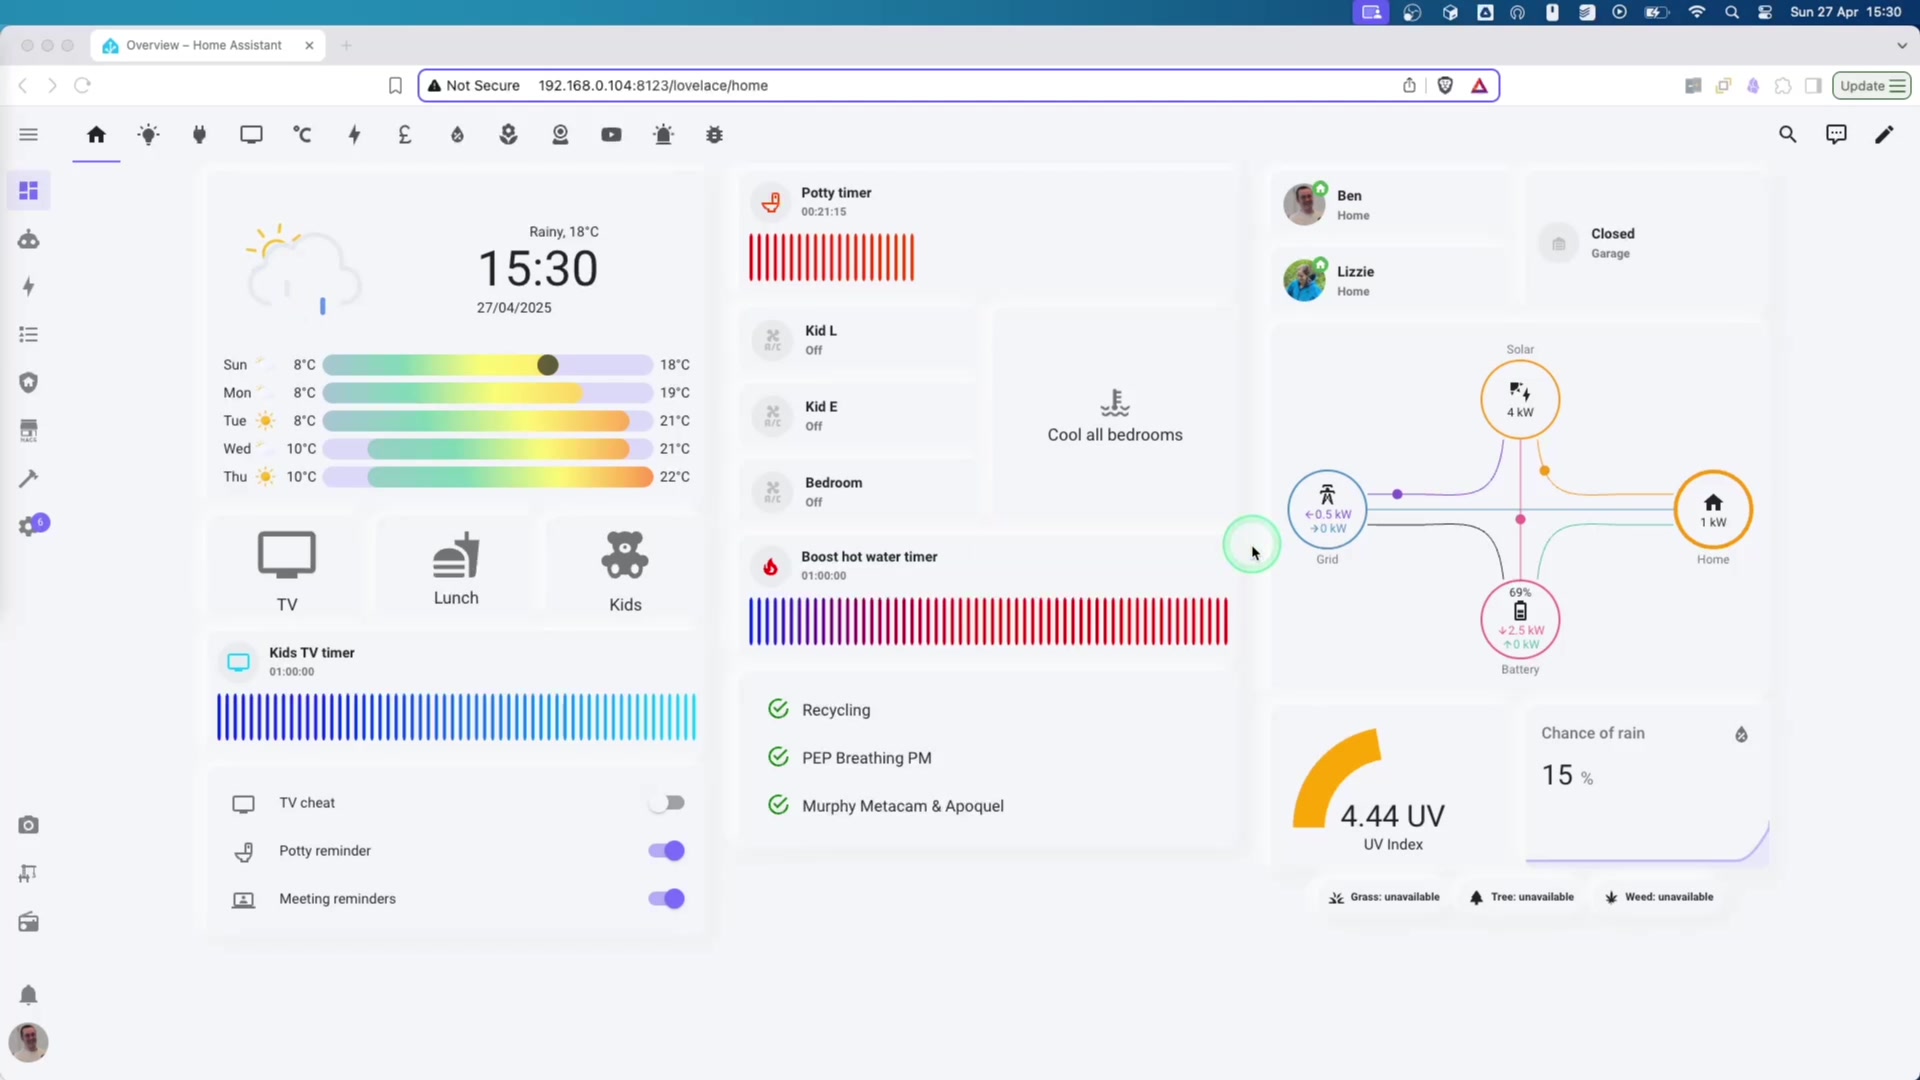 Sun 27 Apr 15:30
Overview – Home Assistant
Not Secure 192.168.0.104:8123/lovelace/home
Update
°C
£
6
Rainy, 18°C
15:30
27/04/2025
Sun 8°C 18°C
Mon 8°C 19°C
Tue 8°C 21°C
Wed 10°C 21°C
Thu 10°C 22°C
TV
Lunch
Kids
Kids TV timer
01:00:00
TV cheat
Potty reminder
Meeting reminders
Potty timer
00:21:15
A/C
Kid L
Off
A/C
Kid E
Off
A/C
Bedroom
Off
Cool all bedrooms
Boost hot water timer
01:00:00
Recycling
PEP Breathing PM
Murphy Metacam & Apoquel
Ben
Home
Lizzie
Home
Closed
Garage
Solar
4 kW
←0.5 kW
→0 kW
Grid
1 kW
Home
69%
↓2.5 kW
↑0 kW
Battery
4.44 UV
UV Index
Chance of rain
15 %
Grass: unavailable
Tree: unavailable
Weed: unavailable